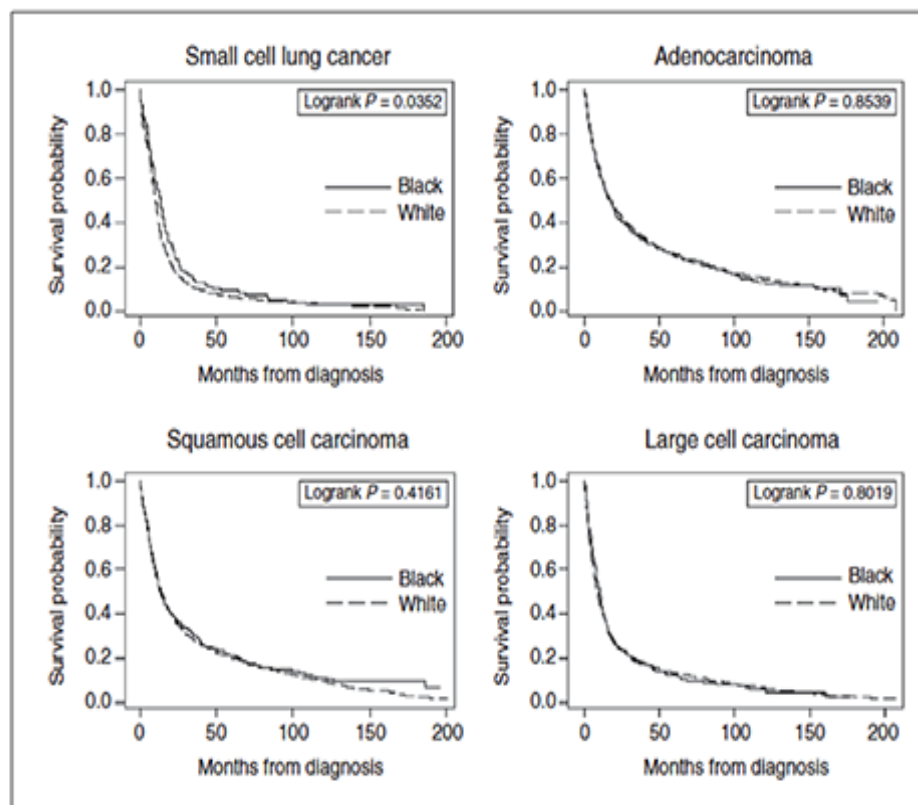 Small cell lung cancer
Survival probability
1.0
0.8
0.6
0.4
0.2
0.0
Logrank P = 0.0352
Black
White
0 50 100 150 200
Months from diagnosis
Adenocarcinoma
Survival probability
1.0
0.8
0.6
0.4
0.2
0.0
Logrank P = 0.8539
Black
White
0 50 100 150 200
Months from diagnosis
Squamous cell carcinoma
Survival probability
1.0
0.8
0.6
0.4
0.2
0.0
Logrank P = 0.4161
Black
White
0 50 100 150 200
Months from diagnosis
Large cell carcinoma
Survival probability
1.0
0.8
0.6
0.4
0.2
0.0
Logrank P = 0.8019
Black
White
0 50 100 150 200
Months from diagnosis